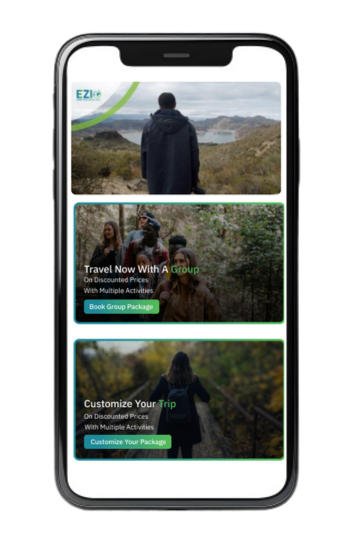 EZI
Travel Now With A Group
On Discounted Prices
With Multiple Activities
Book Group Package
Customize Your Trip
On Discounted Prices
With Multiple Activities
Customize Your Package